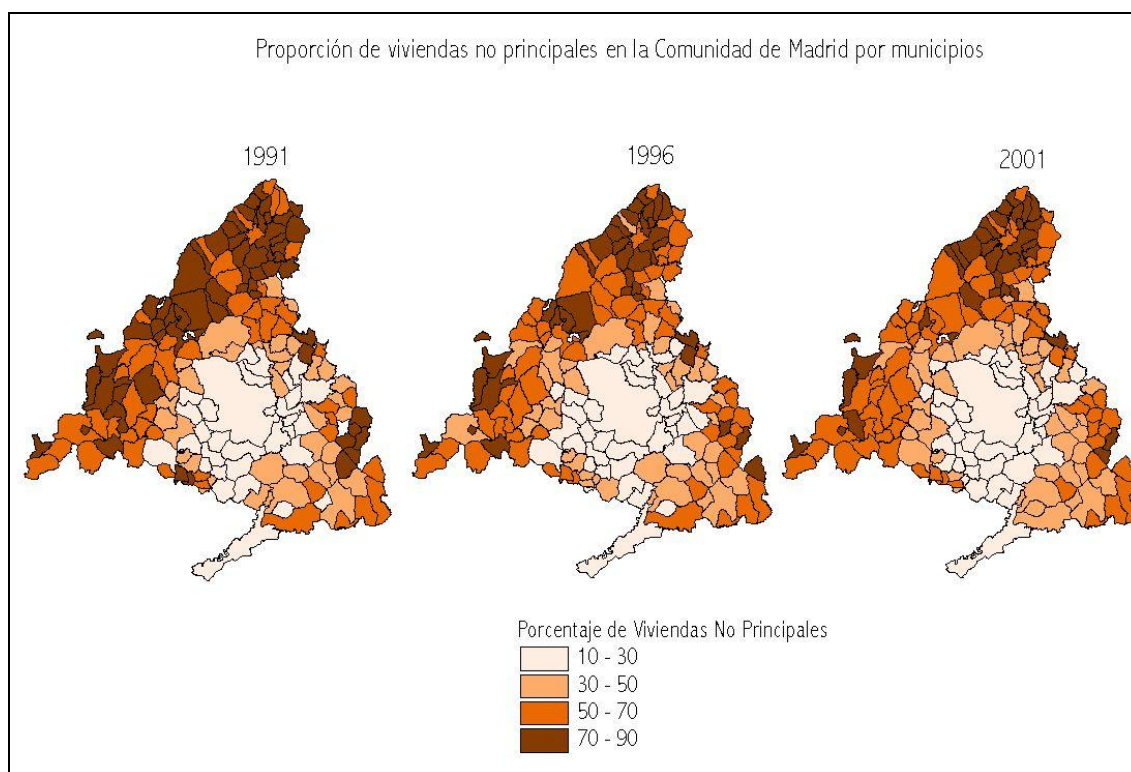 Proporción de viviendas no principales en la Comunidad de Madrid por municipios
1991
1996
2001
Porcentaje de Viviendas No Principales
10 - 30
30 - 50
50 - 70
70 - 90